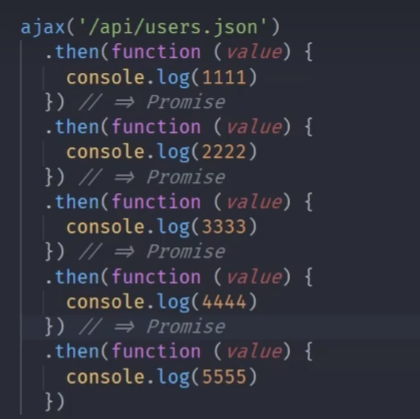 ajax('/api/users.json')
  .then(function (value) {
    console.log(1111)
  }) // => Promise
  .then(function (value) {
    console.log(2222)
  }) // => Promise
  .then(function (value) {
    console.log(3333)
  }) // => Promise
  .then(function (value) {
    console.log(4444)
  }) // => Promise
  .then(function (value) {
    console.log(5555)
  })